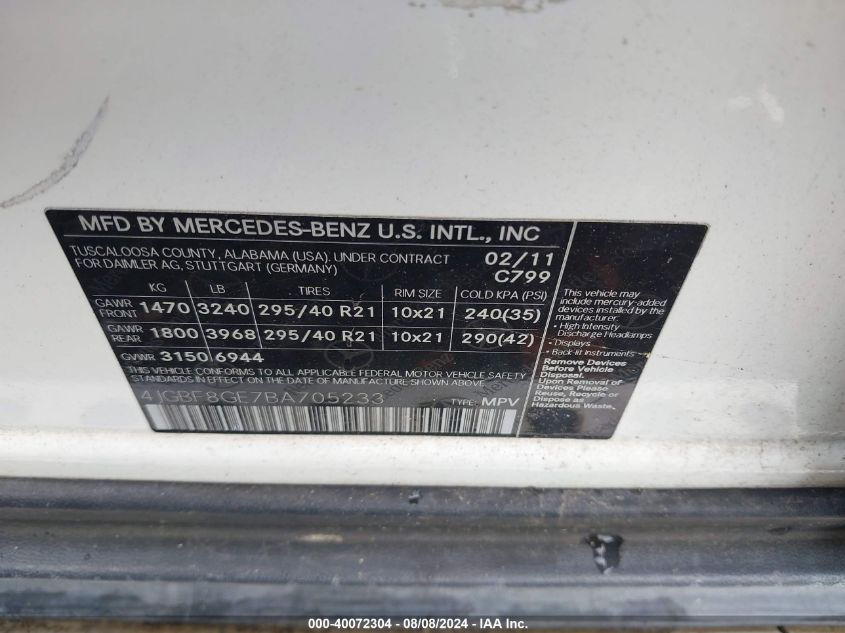 MFD BY MERCEDES-BENZ U.S. INTL., INC
TUSCALOOSA COUNTY, ALABAMA (USA). UNDER CONTRACT
FOR DAIMLER AG, STUTTGART (GERMANY)
02/11
C799
KG LB TIRES RIM SIZE COLD KPA (PSI)
GAWR FRONT 1470 3240 295/40 R21 10x21 240(35)
GAWR REAR 1800 3968 295/40 R21 10x21 290(42)
GVWR 3150 6944
THIS VEHICLE CONFORMS TO ALL APPLICABLE FEDERAL MOTOR VEHICLE SAFETY
STANDARDS IN EFFECT ON THE DATE OF MANUFACTURE SHOWN ABOVE.
4JGBF8GE7BA705233
TYPE: MPV
This vehicle may
include mercury-added
devices installed by the
manufacturer:
• High Intensity
Discharge Headlamps
• Displays
• Back-lit Instruments
Remove Devices
Before Vehicle
Disposal.
Upon Removal of
Devices Please
Reuse, Recycle or
Dispose as
Hazardous Waste.
000-40072304 - 08/08/2024 - © IAA Inc.